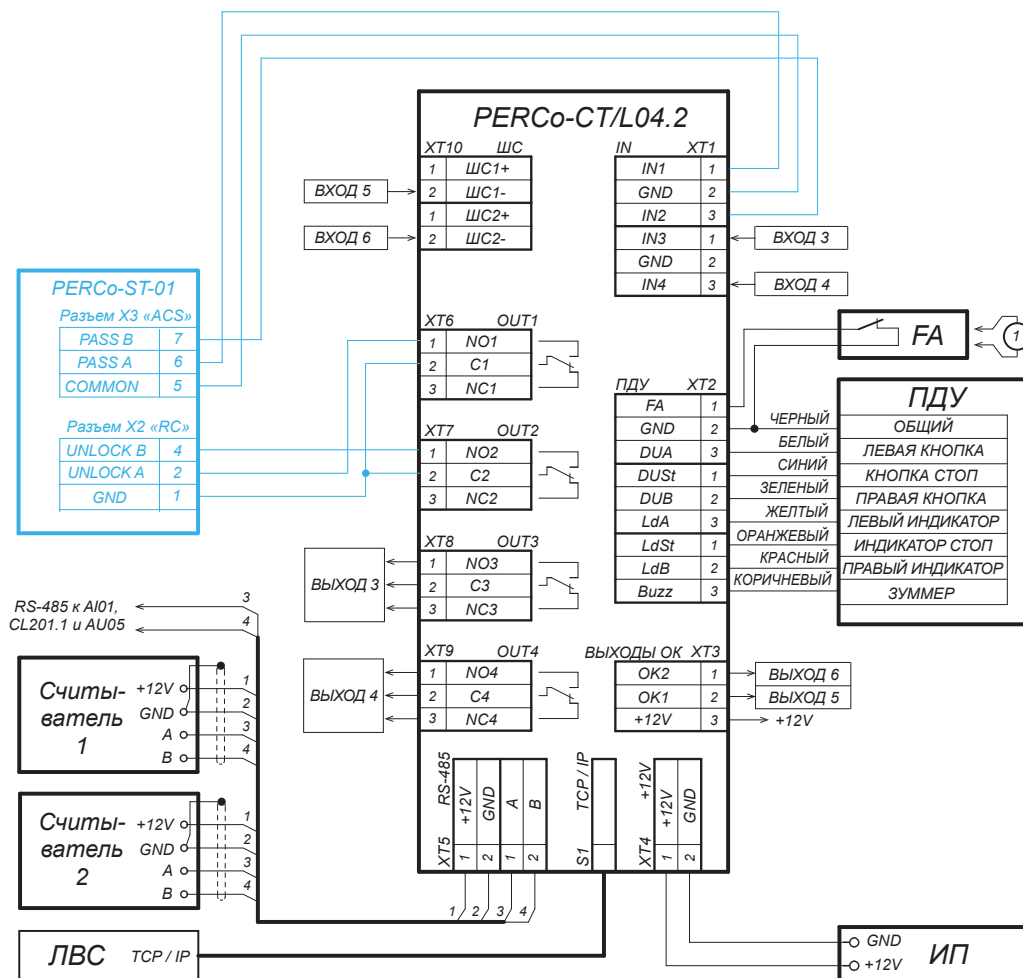 PERCo-CT/L04.2
XT10 ШС
1 ШС1+
2 ШС1-
1 ШС2+
2 ШС2-
ВХОД 5
ВХОД 6
IN XT1
IN1 1
GND 2
IN2 3
IN3 1
GND 2
IN4 3
ВХОД 3
ВХОД 4
PERCo-ST-01
Разъем X3 «ACS»
PASS B 7
PASS A 6
COMMON 5
Разъем X2 «RC»
UNLOCK B 4
UNLOCK A 2
GND 1
XT6 OUT1
1 NO1
2 C1
3 NC1
XT7 OUT2
1 NO2
2 C2
3 NC2
XT8 OUT3
1 NO3
2 C3
3 NC3
ВЫХОД 3
XT9 OUT4
1 NO4
2 C4
3 NC4
ВЫХОД 4
FA
1
ПДУ XT2
FA 1
GND 2
DUA 3
DUSt 1
DUB 2
LdA 3
LdSt 1
LdB 2
Buzz 3
ЧЕРНЫЙ
БЕЛЫЙ
СИНИЙ
ЗЕЛЕНЫЙ
ЖЕЛТЫЙ
ОРАНЖЕВЫЙ
КРАСНЫЙ
КОРИЧНЕВЫЙ
ПДУ
ОБЩИЙ
ЛЕВАЯ КНОПКА
КНОПКА СТОП
ПРАВАЯ КНОПКА
ЛЕВЫЙ ИНДИКАТОР
ИНДИКАТОР СТОП
ПРАВЫЙ ИНДИКАТОР
ЗУММЕР
ВЫХОДЫ ОК XT3
OK2 1
OK1 2
+12V 3
ВЫХОД 6
ВЫХОД 5
+12V
RS-485 к AI01,
CL201.1 и AU05
3
4
Считы-
ватель
1
+12V 1
GND 2
A 3
B 4
Считы-
ватель
2
+12V 1
GND 2
A 3
B 4
XT5 RS-485
1 +12V
2 GND
1 A
2 B
1 2 3 4
S1 TCP / IP
XT4 +12V
1 +12V
2 GND
ЛВС TCP / IP
GND
+12V
ИП